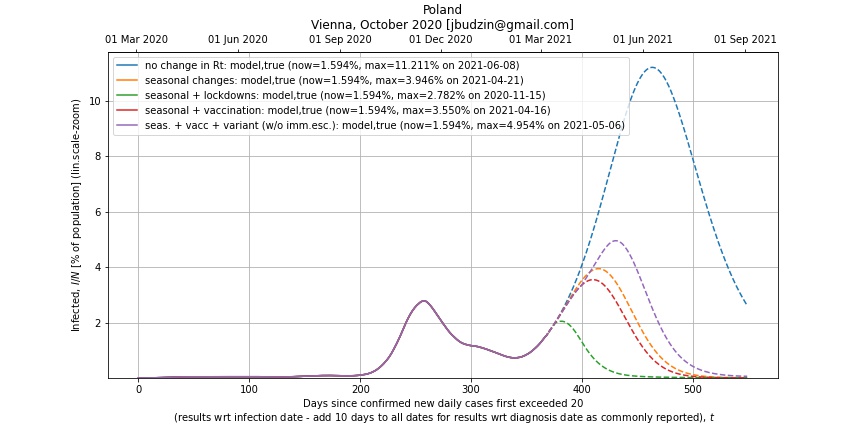 Poland
Vienna, October 2020 [jbudzin@gmail.com]
01 Mar 2020 01 Jun 2020 01 Sep 2020 01 Dec 2020 01 Mar 2021 01 Jun 2021 01 Sep 2021
no change in Rt: model,true (now=1.594%, max=11.211% on 2021-06-08)
seasonal changes: model,true (now=1.594%, max=3.946% on 2021-04-21)
seasonal + lockdowns: model,true (now=1.594%, max=2.782% on 2020-11-15)
seasonal + vaccination: model,true (now=1.594%, max=3.550% on 2021-04-16)
seas. + vacc + variant (w/o imm.esc.): model,true (now=1.594%, max=4.954% on 2021-05-06)
Infected, I/N [% of population] (lin.scale-zoom)
10
8
6
4
2
0 100 200 300 400 500
Days since confirmed new daily cases first exceeded 20
(results wrt infection date - add 10 days to all dates for results wrt diagnosis date as commonly reported), t